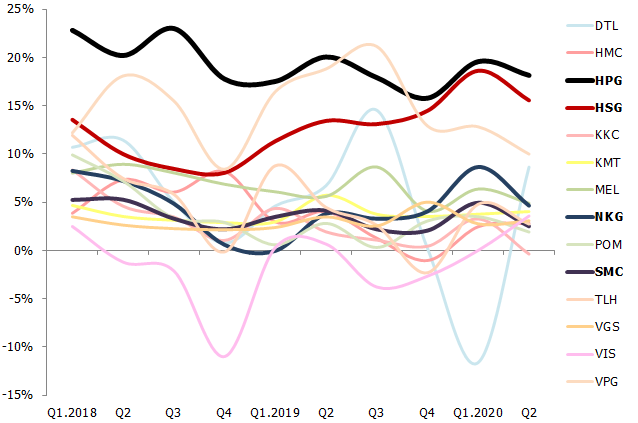 25%
20%
15%
10%
5%
0%
-5%
-10%
-15%
Q1.2018 Q2 Q3 Q4 Q1.2019 Q2 Q3 Q4 Q1.2020 Q2
DTL
HMC
HPG
HSG
KKC
KMT
MEL
NKG
POM
SMC
TLH
VGS
VIS
VPG